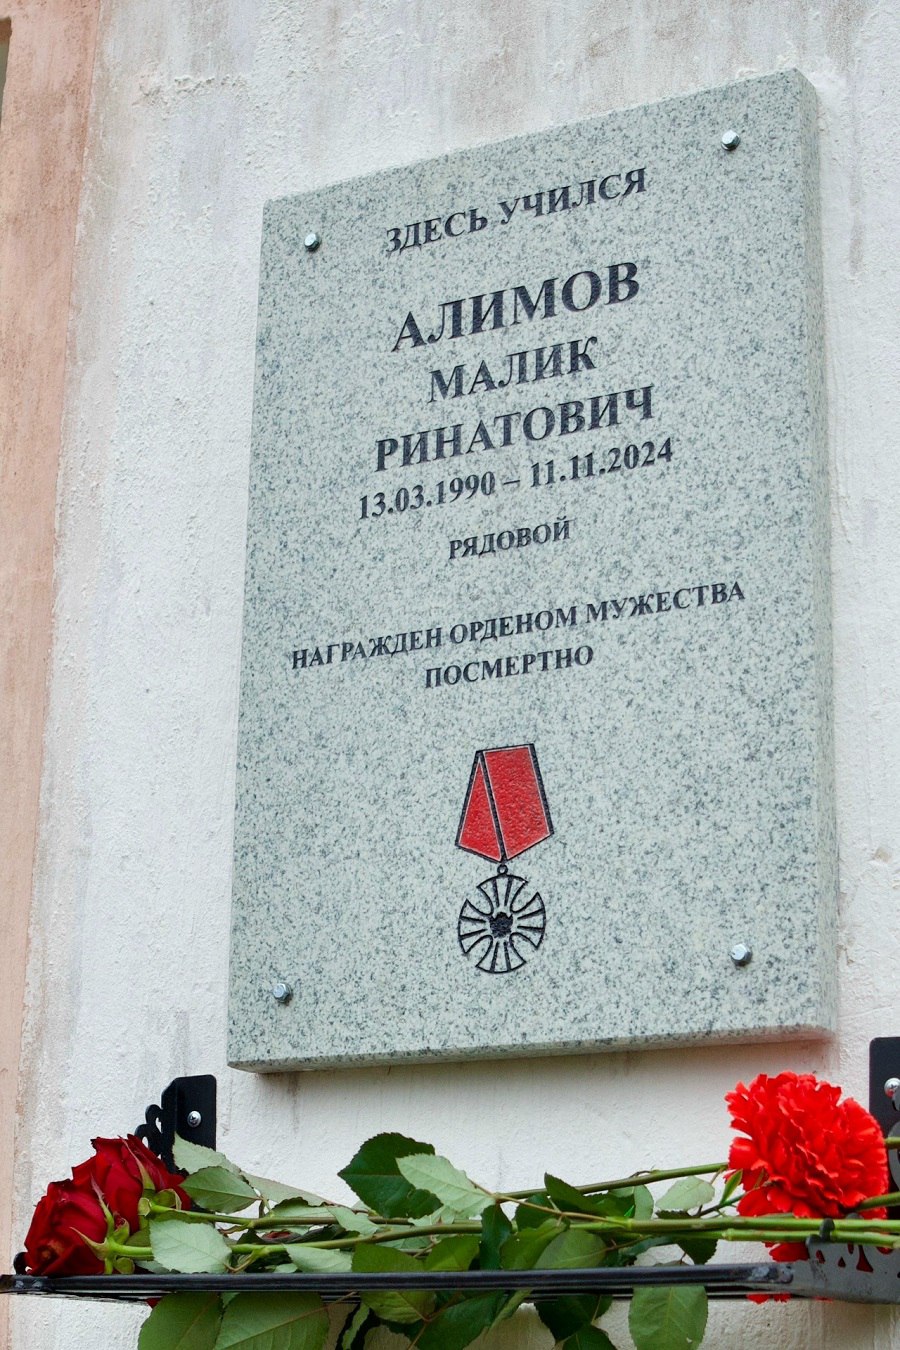 ЗДЕСЬ УЧИЛСЯ
АЛИМОВ
МАЛИК
РИНАТОВИЧ
13.03.1990 – 11.11.2024
РЯДОВОЙ
НАГРАЖДЕН ОРДЕНОМ МУЖЕСТВА
ПОСМЕРТНО